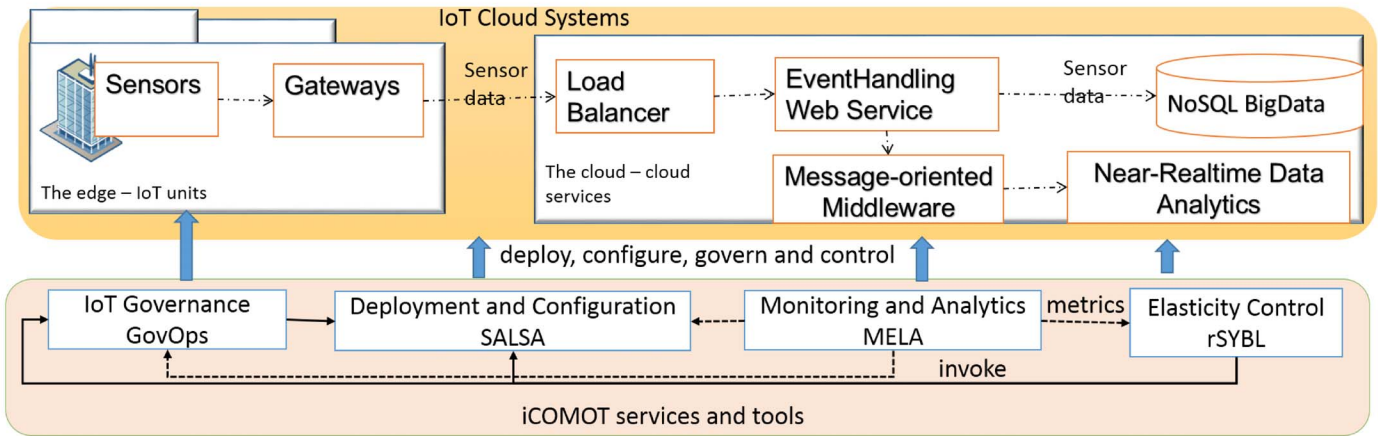 IoT Cloud Systems
Sensors
Gateways
Sensor
data
Load
Balancer
EventHandling
Web Service
Sensor
data
NoSQL BigData
The edge – IoT units
The cloud – cloud
services
Message-oriented
Middleware
Near-Realtime Data
Analytics
deploy, configure, govern and control
IoT Governance
GovOps
Deployment and Configuration
SALSA
Monitoring and Analytics
MELA
metrics
Elasticity Control
rSYBL
invoke
iCOMOT services and tools